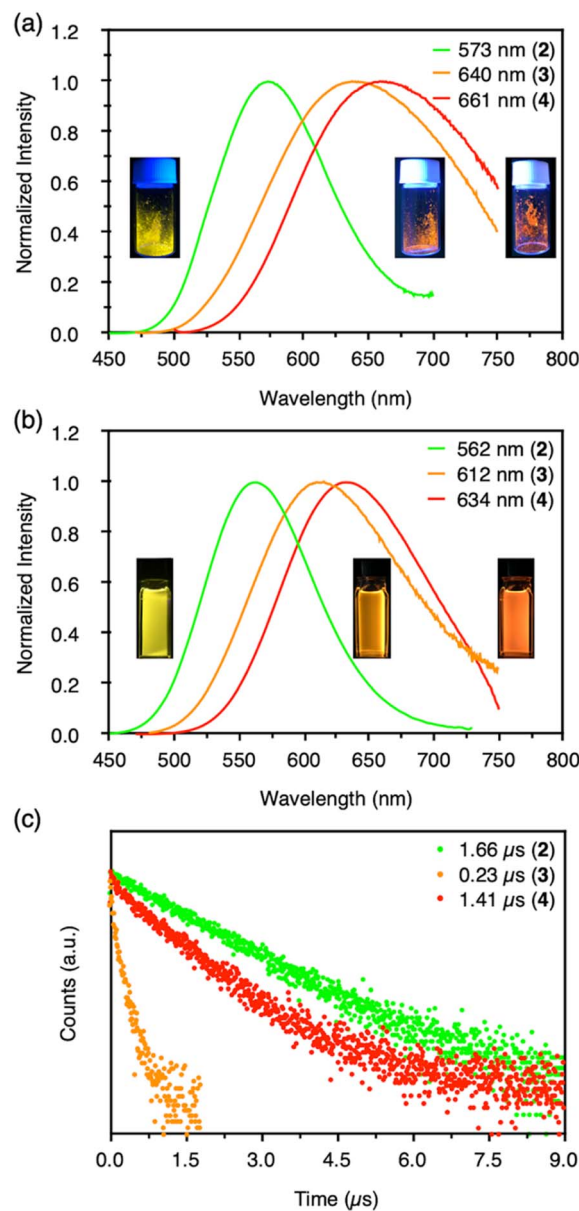 (a)
1.2
1.0
0.8
0.6
0.4
0.2
0.0
Normalized Intensity
573 nm (2)
640 nm (3)
661 nm (4)
450 500 550 600 650 700 750 800
Wavelength (nm)
(b)
1.2
1.0
0.8
0.6
0.4
0.2
0.0
Normalized Intensity
562 nm (2)
612 nm (3)
634 nm (4)
450 500 550 600 650 700 750 800
Wavelength (nm)
(c)
Counts (a.u.)
1.66 µs (2)
0.23 µs (3)
1.41 µs (4)
0.0 1.5 3.0 4.5 6.0 7.5 9.0
Time (µs)